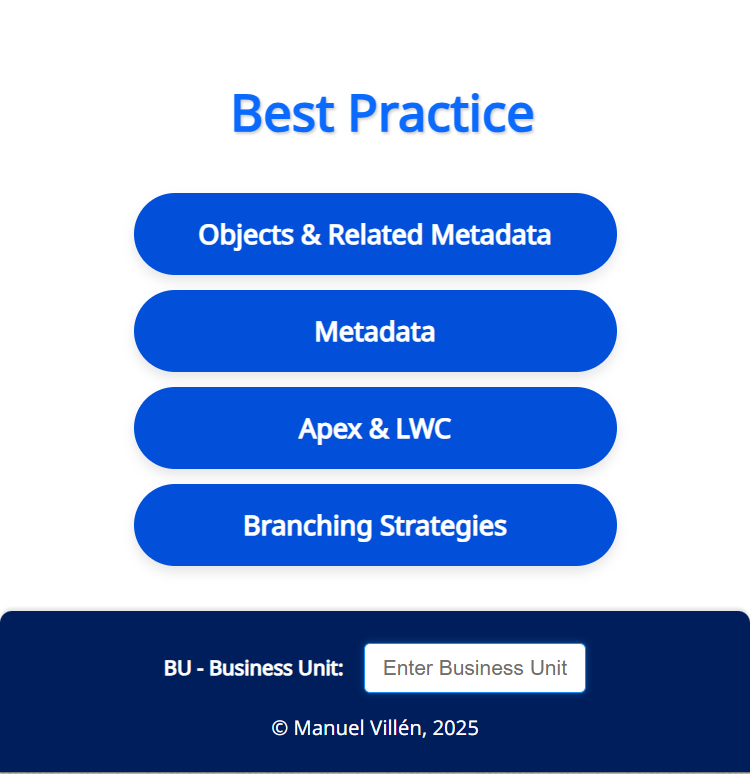 Best Practice
Objects & Related Metadata
Metadata
Apex & LWC
Branching Strategies
BU - Business Unit: Enter Business Unit
© Manuel Villén, 2025